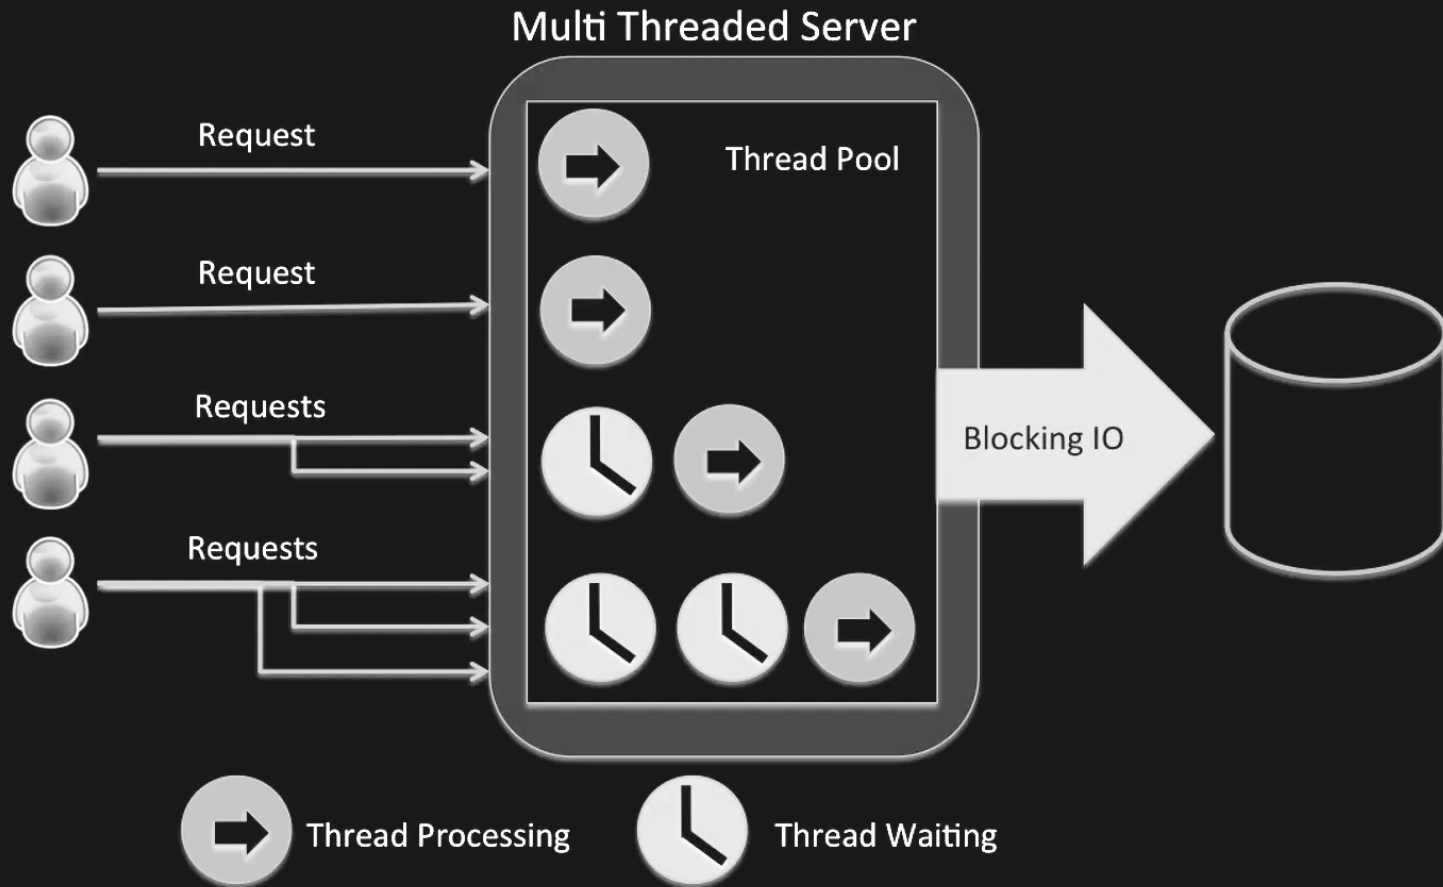 Multi Threaded Server
Request
Thread Pool
Request
Requests
Blocking IO
Requests
Thread Processing
Thread Waiting